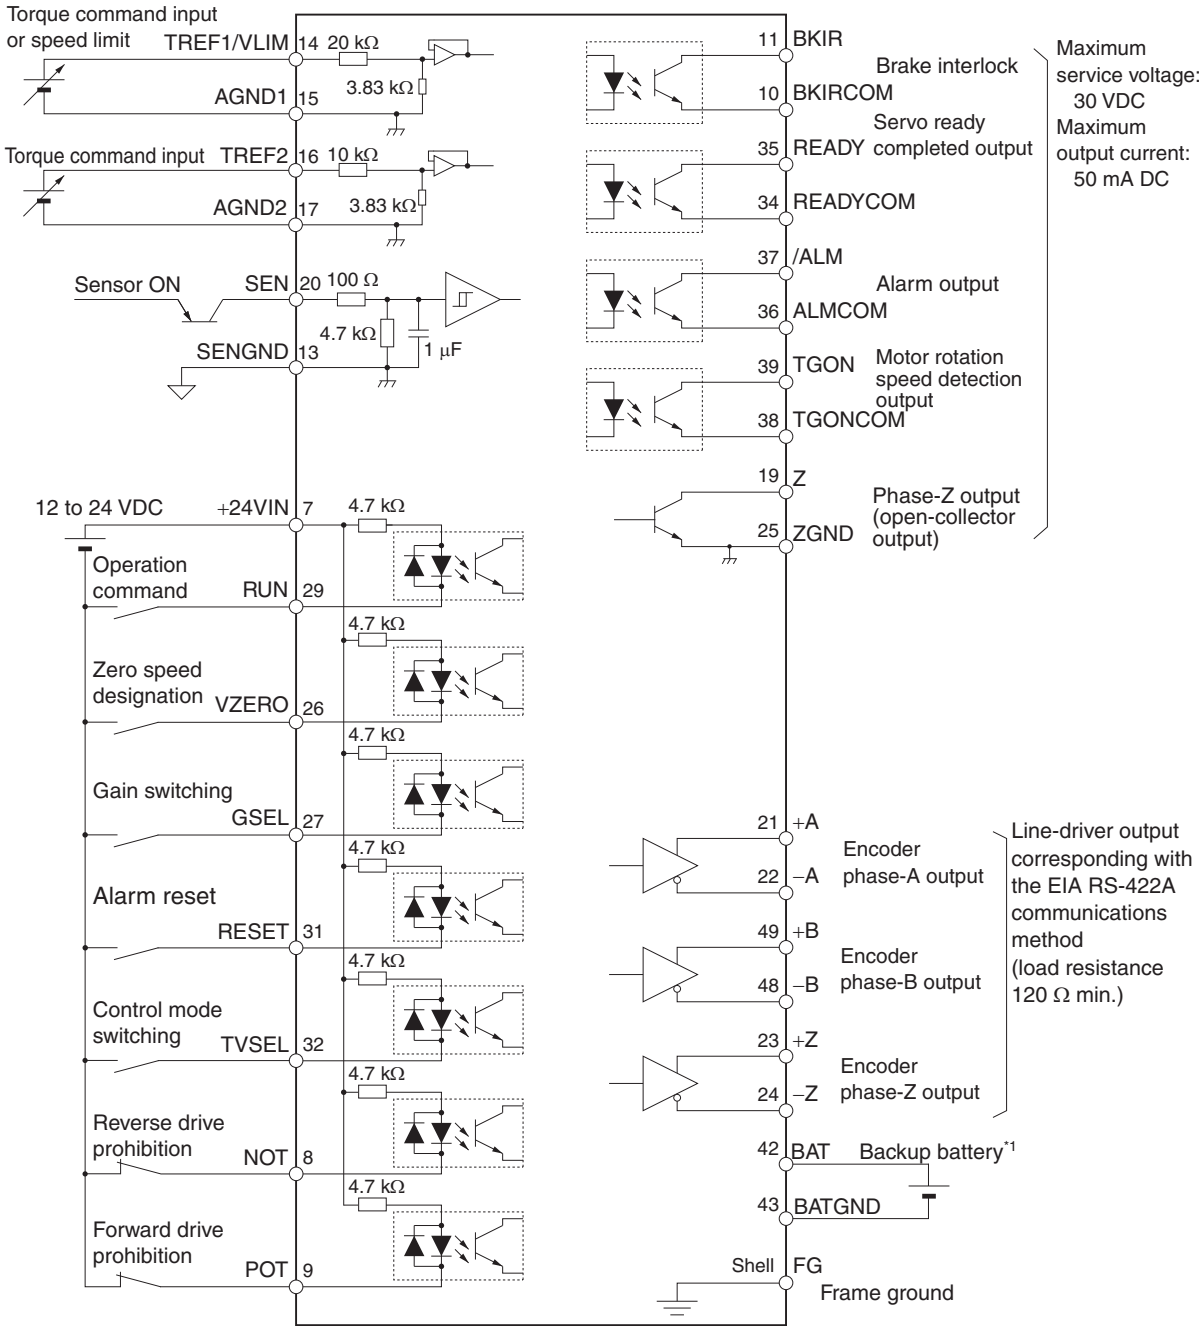 Torque command input
or speed limit
TREF1/VLIM 14 20 kΩ
3.83 kΩ
AGND1 15
Torque command input TREF2 16 10 kΩ
3.83 kΩ
AGND2 17
Sensor ON SEN 20 100 Ω
4.7 kΩ
1 μF
SENGND 13
12 to 24 VDC +24VIN 7 4.7 kΩ
Operation
command
RUN 29
4.7 kΩ
Zero speed
designation
VZERO 26
4.7 kΩ
Gain switching
GSEL 27
4.7 kΩ
Alarm reset
RESET 31
4.7 kΩ
Control mode
switching
TVSEL 32
4.7 kΩ
Reverse drive
prohibition
NOT 8
4.7 kΩ
Forward drive
prohibition
POT 9
11 BKIR
Brake interlock
10 BKIRCOM
Servo ready
completed output
35 READY
34 READYCOM
37 /ALM
Alarm output
36 ALMCOM
39 TGON
Motor rotation
speed detection
output
38 TGONCOM
19 Z
Phase-Z output
(open-collector
output)
25 ZGND
Maximum
service voltage:
30 VDC
Maximum
output current:
50 mA DC
21 +A
Encoder
phase-A output
22 −A
49 +B
Encoder
phase-B output
48 −B
23 +Z
Encoder
phase-Z output
24 −Z
Line-driver output
corresponding with
the EIA RS-422A
communications
method
(load resistance
120 Ω min.)
42 BAT Backup battery*1
43 BATGND
Shell FG
Frame ground